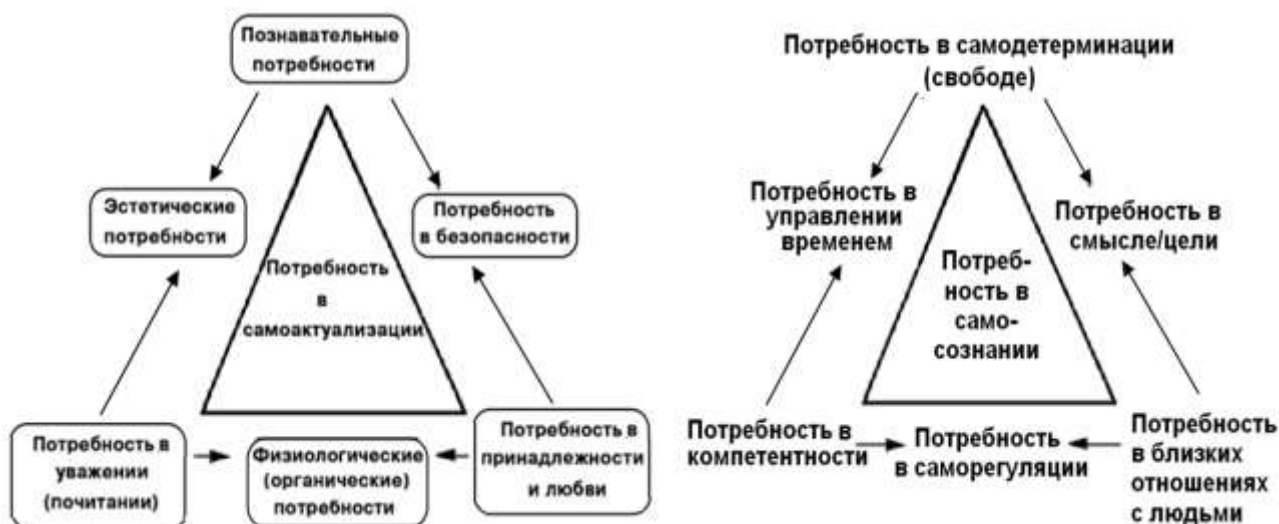 Познавательные
потребности
Эстетические
потребности
Потребность
в безопасности
Потребность
в
самоактуализации
Потребность в
уважении
(почитании)
Физиологические
(органические)
потребности
Потребность в
принадлежности
и любви
Потребность в самодетерминации
(свободе)
Потребность в
управлении
временем
Потребность в
смысле/цели
Потреб-
ность в
само-
сознании
Потребность в
компетентности
Потребность
в саморегуляции
Потребность
в близких
отношениях
с людьми